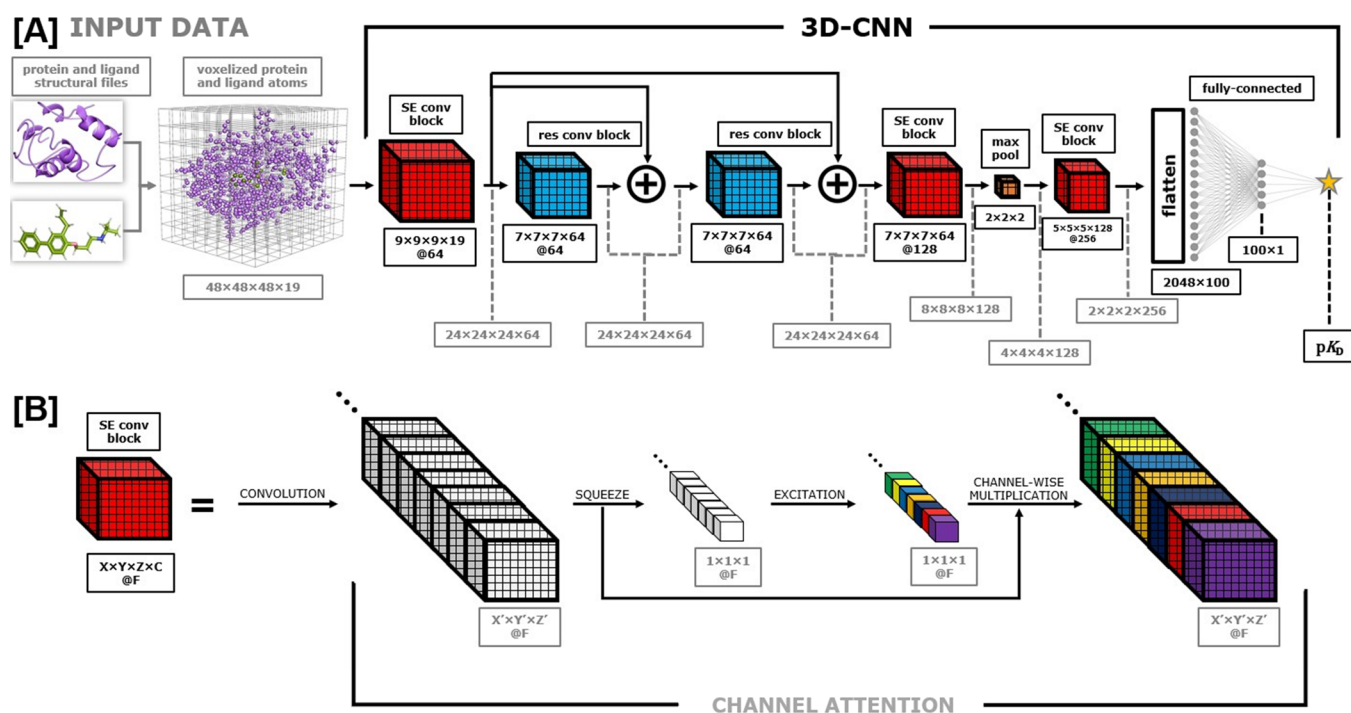 [A] INPUT DATA
3D-CNN
protein and ligand
structural files
voxelized protein
and ligand atoms
48×48×48×19
SE conv
block
9×9×9×19
@64
24×24×24×64
res conv block
7×7×7×64
@64
24×24×24×64
res conv block
7×7×7×64
@64
24×24×24×64
SE conv
block
7×7×7×64
@128
8×8×8×128
max
pool
2×2×2
4×4×4×128
SE conv
block
5×5×5×128
@256
2×2×2×256
flatten
2048×100
fully-connected
100×1
pKD
[B]
SE conv
block
X×Y×Z×C
@F
=
CONVOLUTION
X′×Y′×Z′
@F
SQUEEZE
1×1×1
@F
EXCITATION
1×1×1
@F
CHANNEL-WISE
MULTIPLICATION
X′×Y′×Z′
@F
CHANNEL ATTENTION